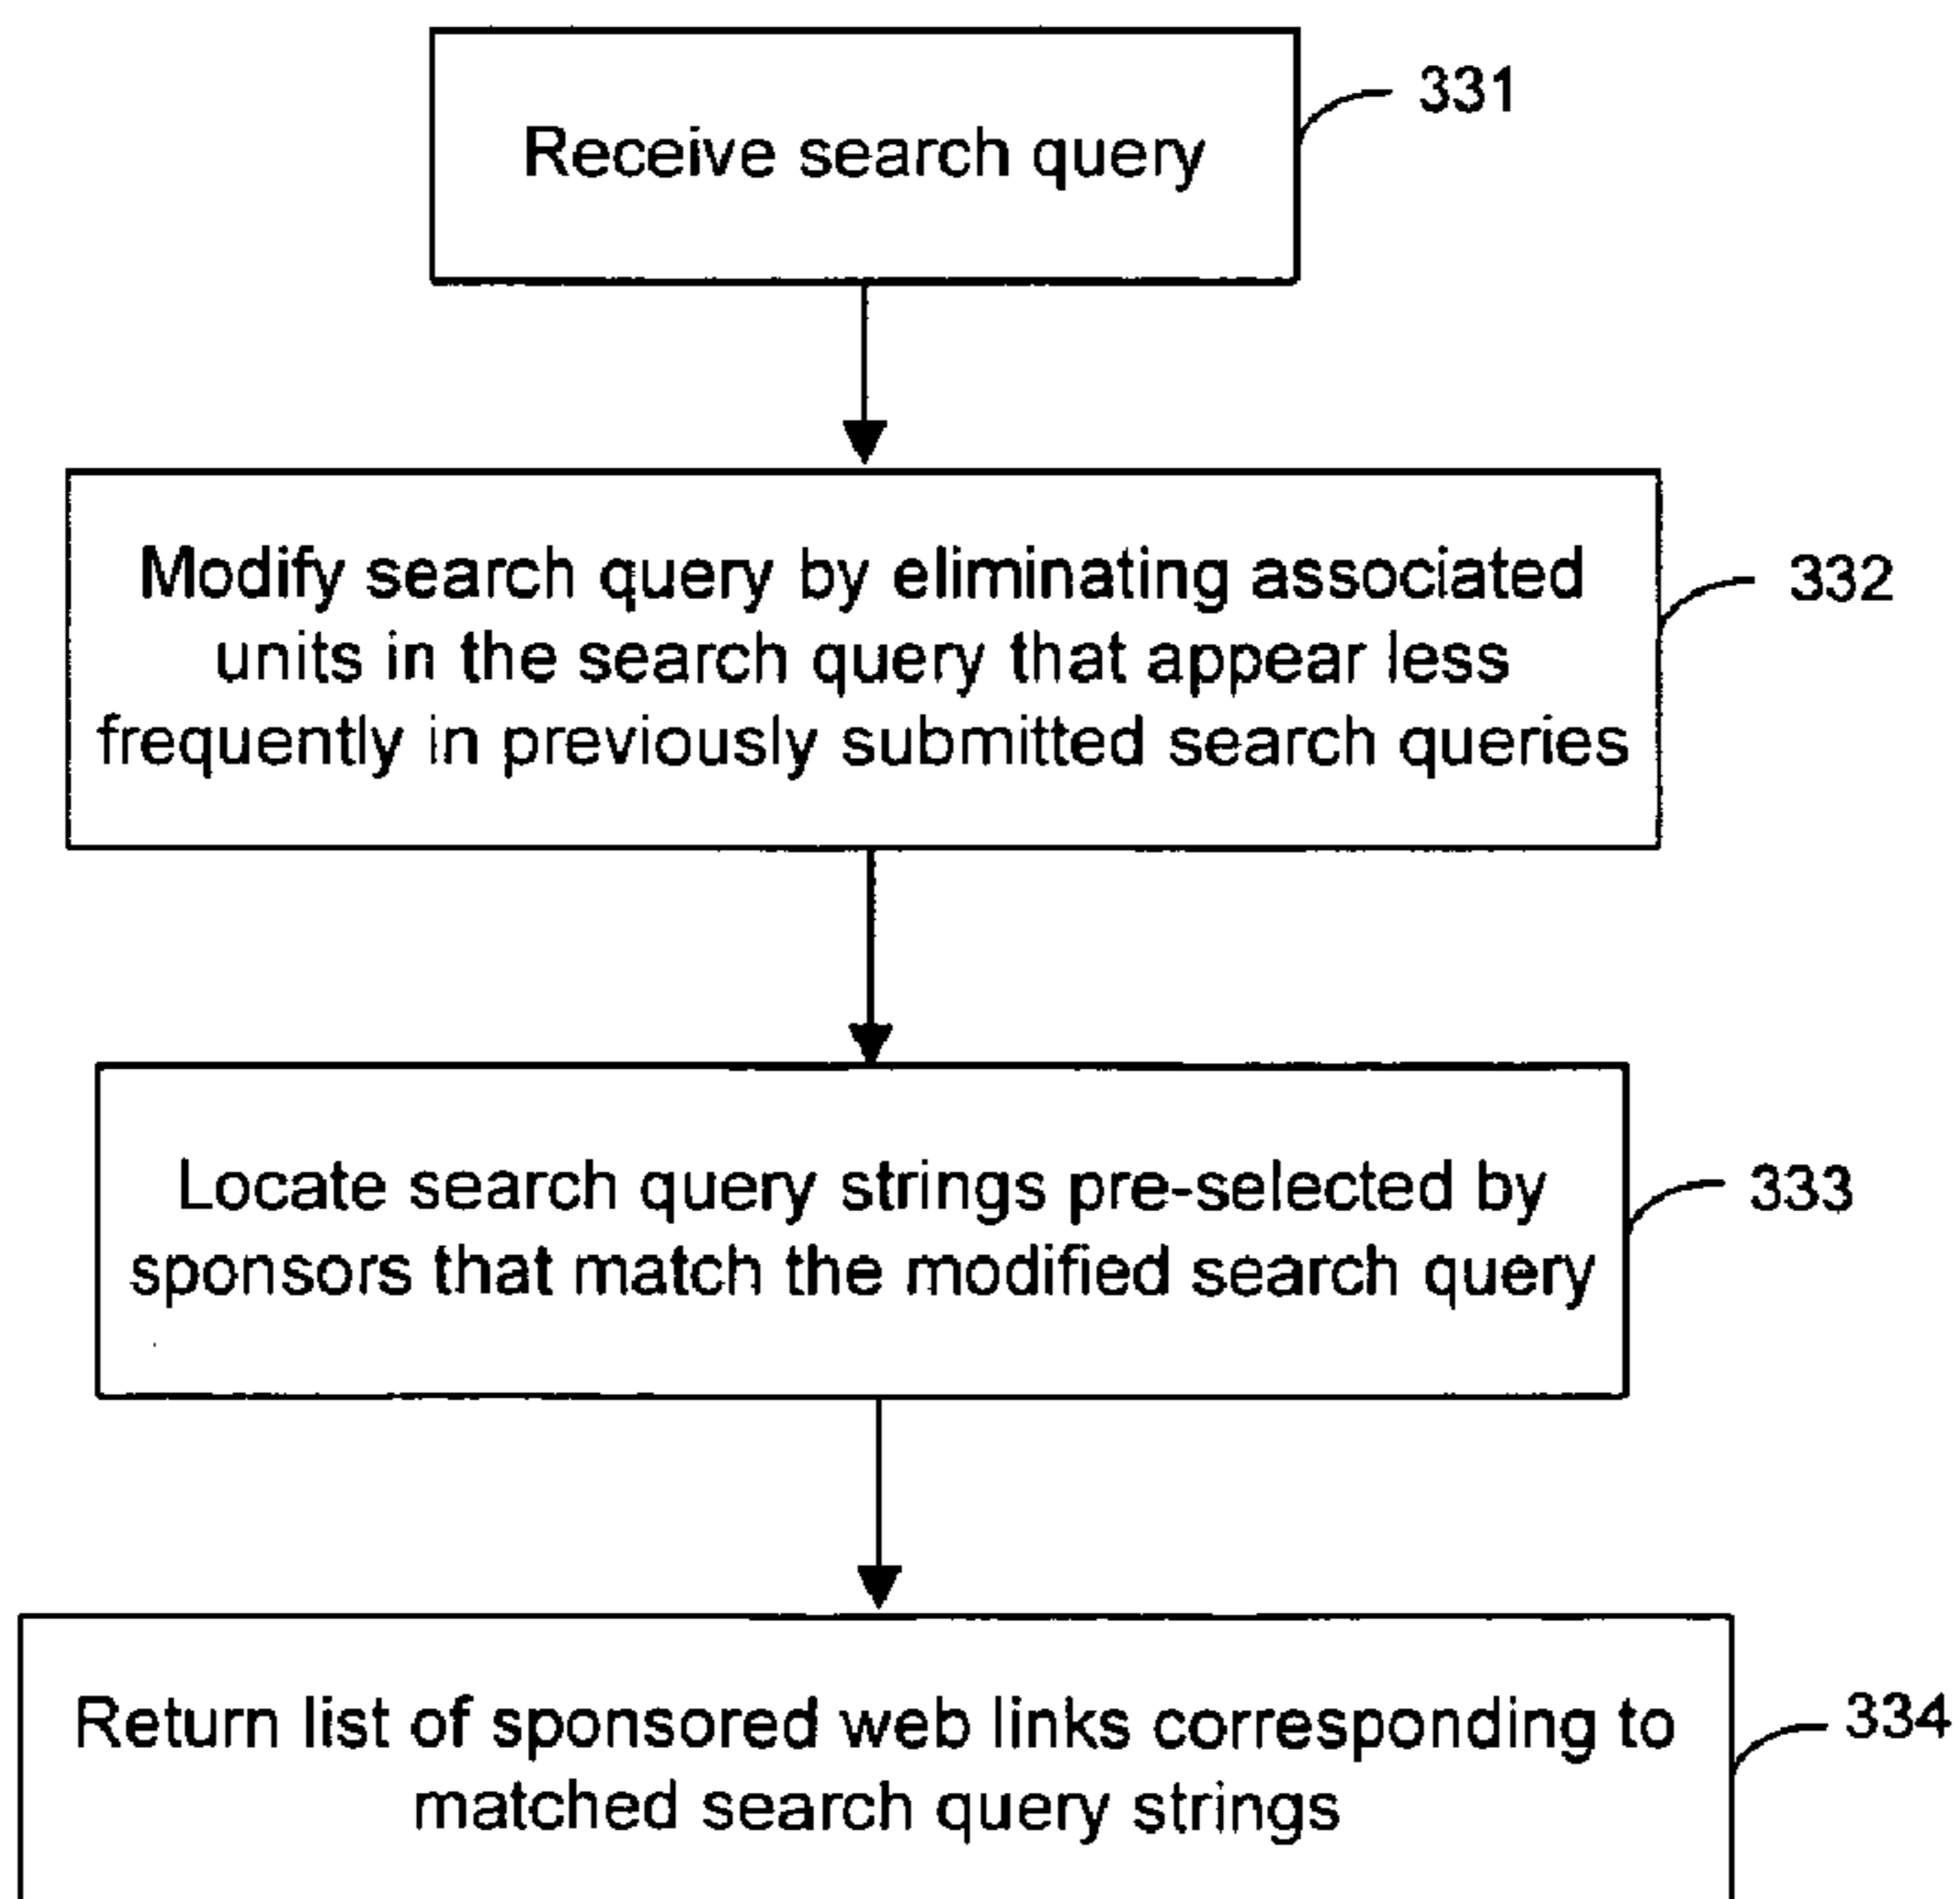 Receive search query
331
Modify search query by eliminating associated
units in the search query that appear less
frequently in previously submitted search queries
332
Locate search query strings pre-selected by
sponsors that match the modified search query
333
Return list of sponsored web links corresponding to
matched search query strings
334